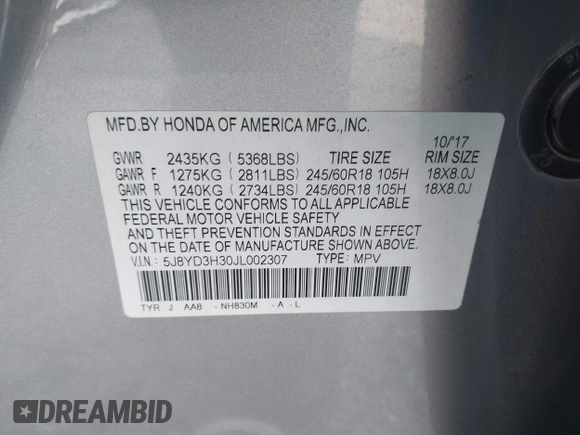 MFD.BY HONDA OF AMERICA MFG.,INC.
10/'17
GVWR 2435KG ( 5368LBS) TIRE SIZE RIM SIZE
GAWR F 1275KG ( 2811LBS) 245/60R18 105H 18X8.0J
GAWR R 1240KG ( 2734LBS) 245/60R18 105H 18X8.0J
THIS VEHICLE CONFORMS TO ALL APPLICABLE
FEDERAL MOTOR VEHICLE SAFETY
AND THEFT PREVENTION STANDARDS IN EFFECT
ON THE DATE OF MANUFACTURE SHOWN ABOVE.
V.I.N.: 5J8YD3H30JL002307 TYPE: MPV
TYR J AA8 - NH830M - A - L
DREAMBID